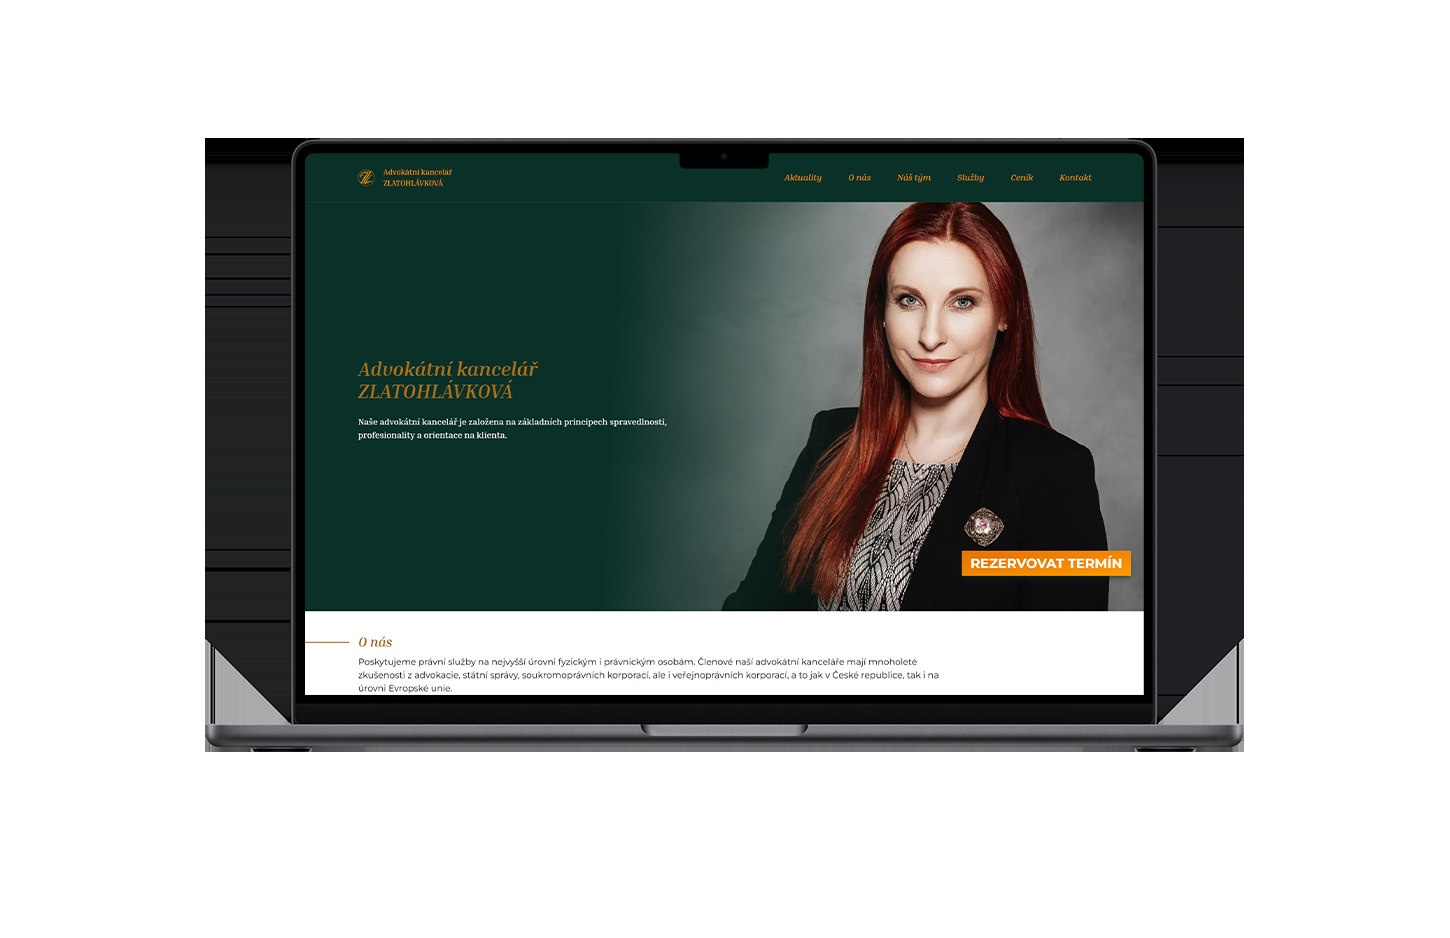 Advokátní kancelář
ZLATOHLÁVKOVÁ
Aktuality
O nás
Náš tým
Služby
Ceník
Kontakt
Advokátní kancelář
ZLATOHLÁVKOVÁ
Naše advokátní kancelář je založena na základních principech spravedlnosti,
profesionality a orientace na klienta.
REZERVOVAT TERMÍN
O nás
Poskytujeme právní služby na nejvyšší úrovni fyzickým i právnickým osobám. Členové naší advokátní kanceláře mají mnoholeté
zkušenosti z advokacie, státní správy, soukromoprávních korporací, ale i veřejnoprávních korporací, a to jak v České republice, tak i na
úrovni Evropské unie.